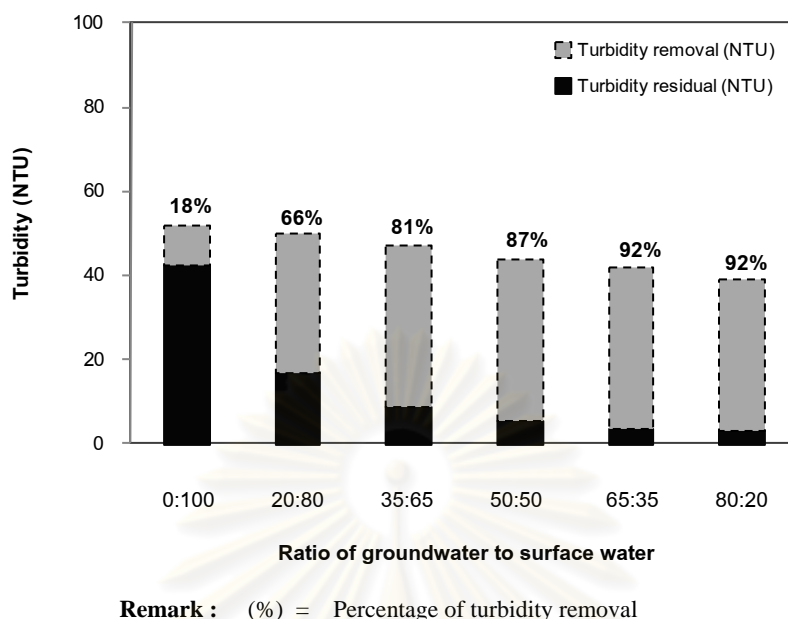 100
Turbidity removal (NTU)
Turbidity residual (NTU)
80
60
40
20
0
Turbidity (NTU)
18%
66%
81%
87%
92%
92%
0:100 20:80 35:65 50:50 65:35 80:20
Ratio of groundwater to surface water
Remark : (%) = Percentage of turbidity removal